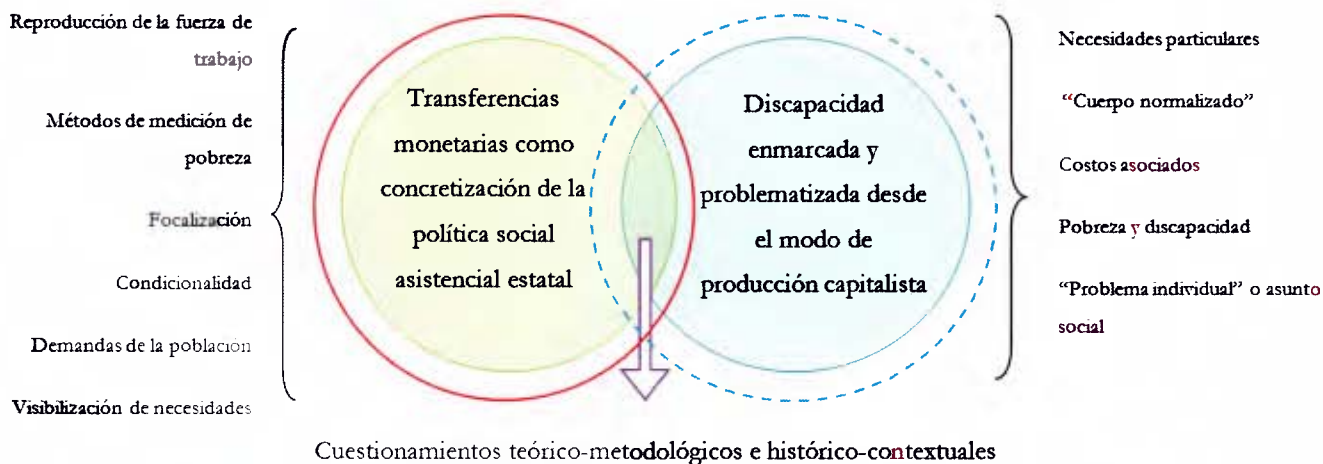 Reproducción de la fuerza de
trabajo
Métodos de medición de
pobreza
Focalización
Condicionalidad
Demandas de la población
Visibilización de necesidades
Transferencias
monetarias como
concretización de la
política social
asistencial estatal
Discapacidad
enmarcada y
problematizada desde
el modo de
producción capitalista
Necesidades particulares
“Cuerpo normalizado”
Costos asociados
Pobreza y discapacidad
“Problema individual” o asunto
social
Cuestionamientos teórico-metodológicos e histórico-contextuales